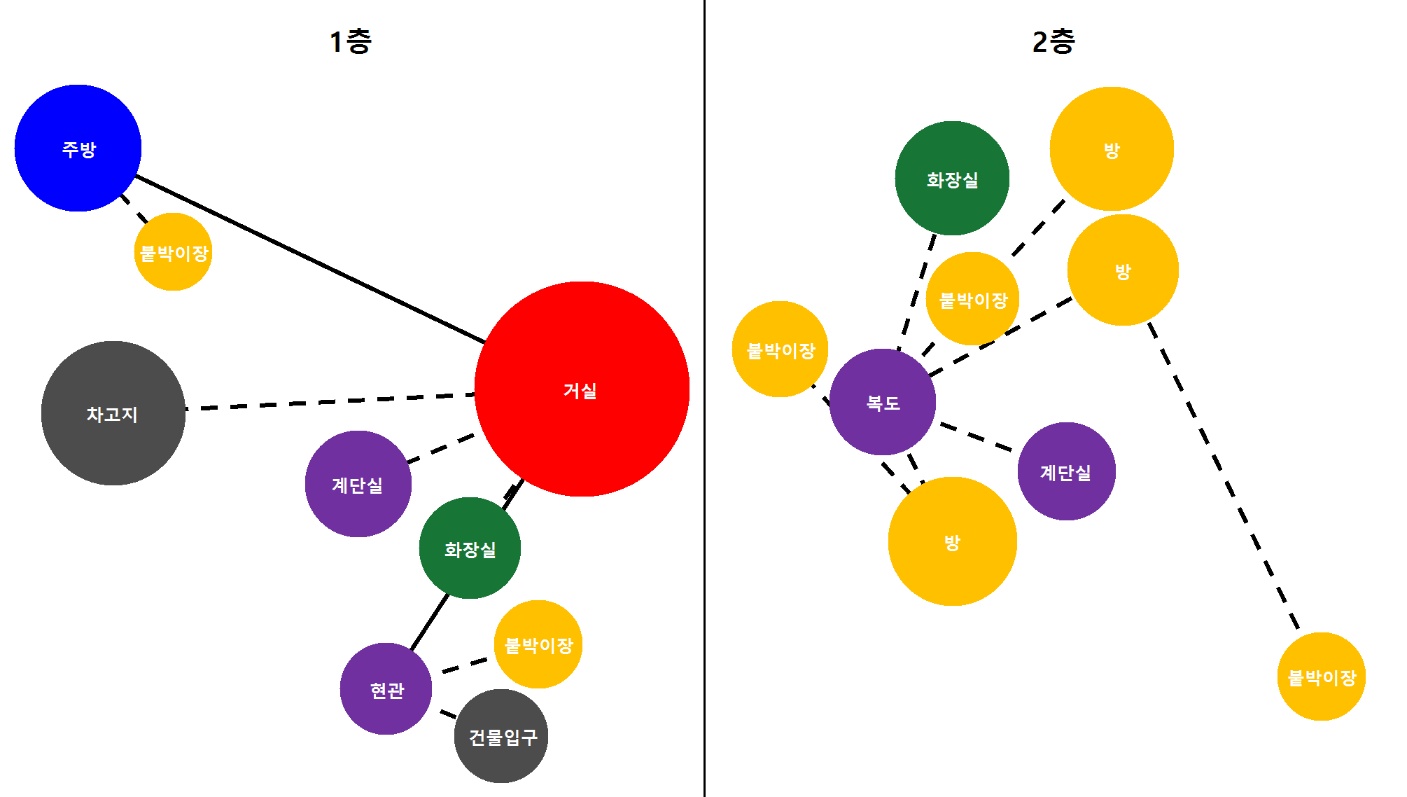 1층
주방
붙박이장
거실
차고지
계단실
화장실
붙박이장
현관
건물입구
2층
방
화장실
방
붙박이장
붙박이장
복도
계단실
방
붙박이장